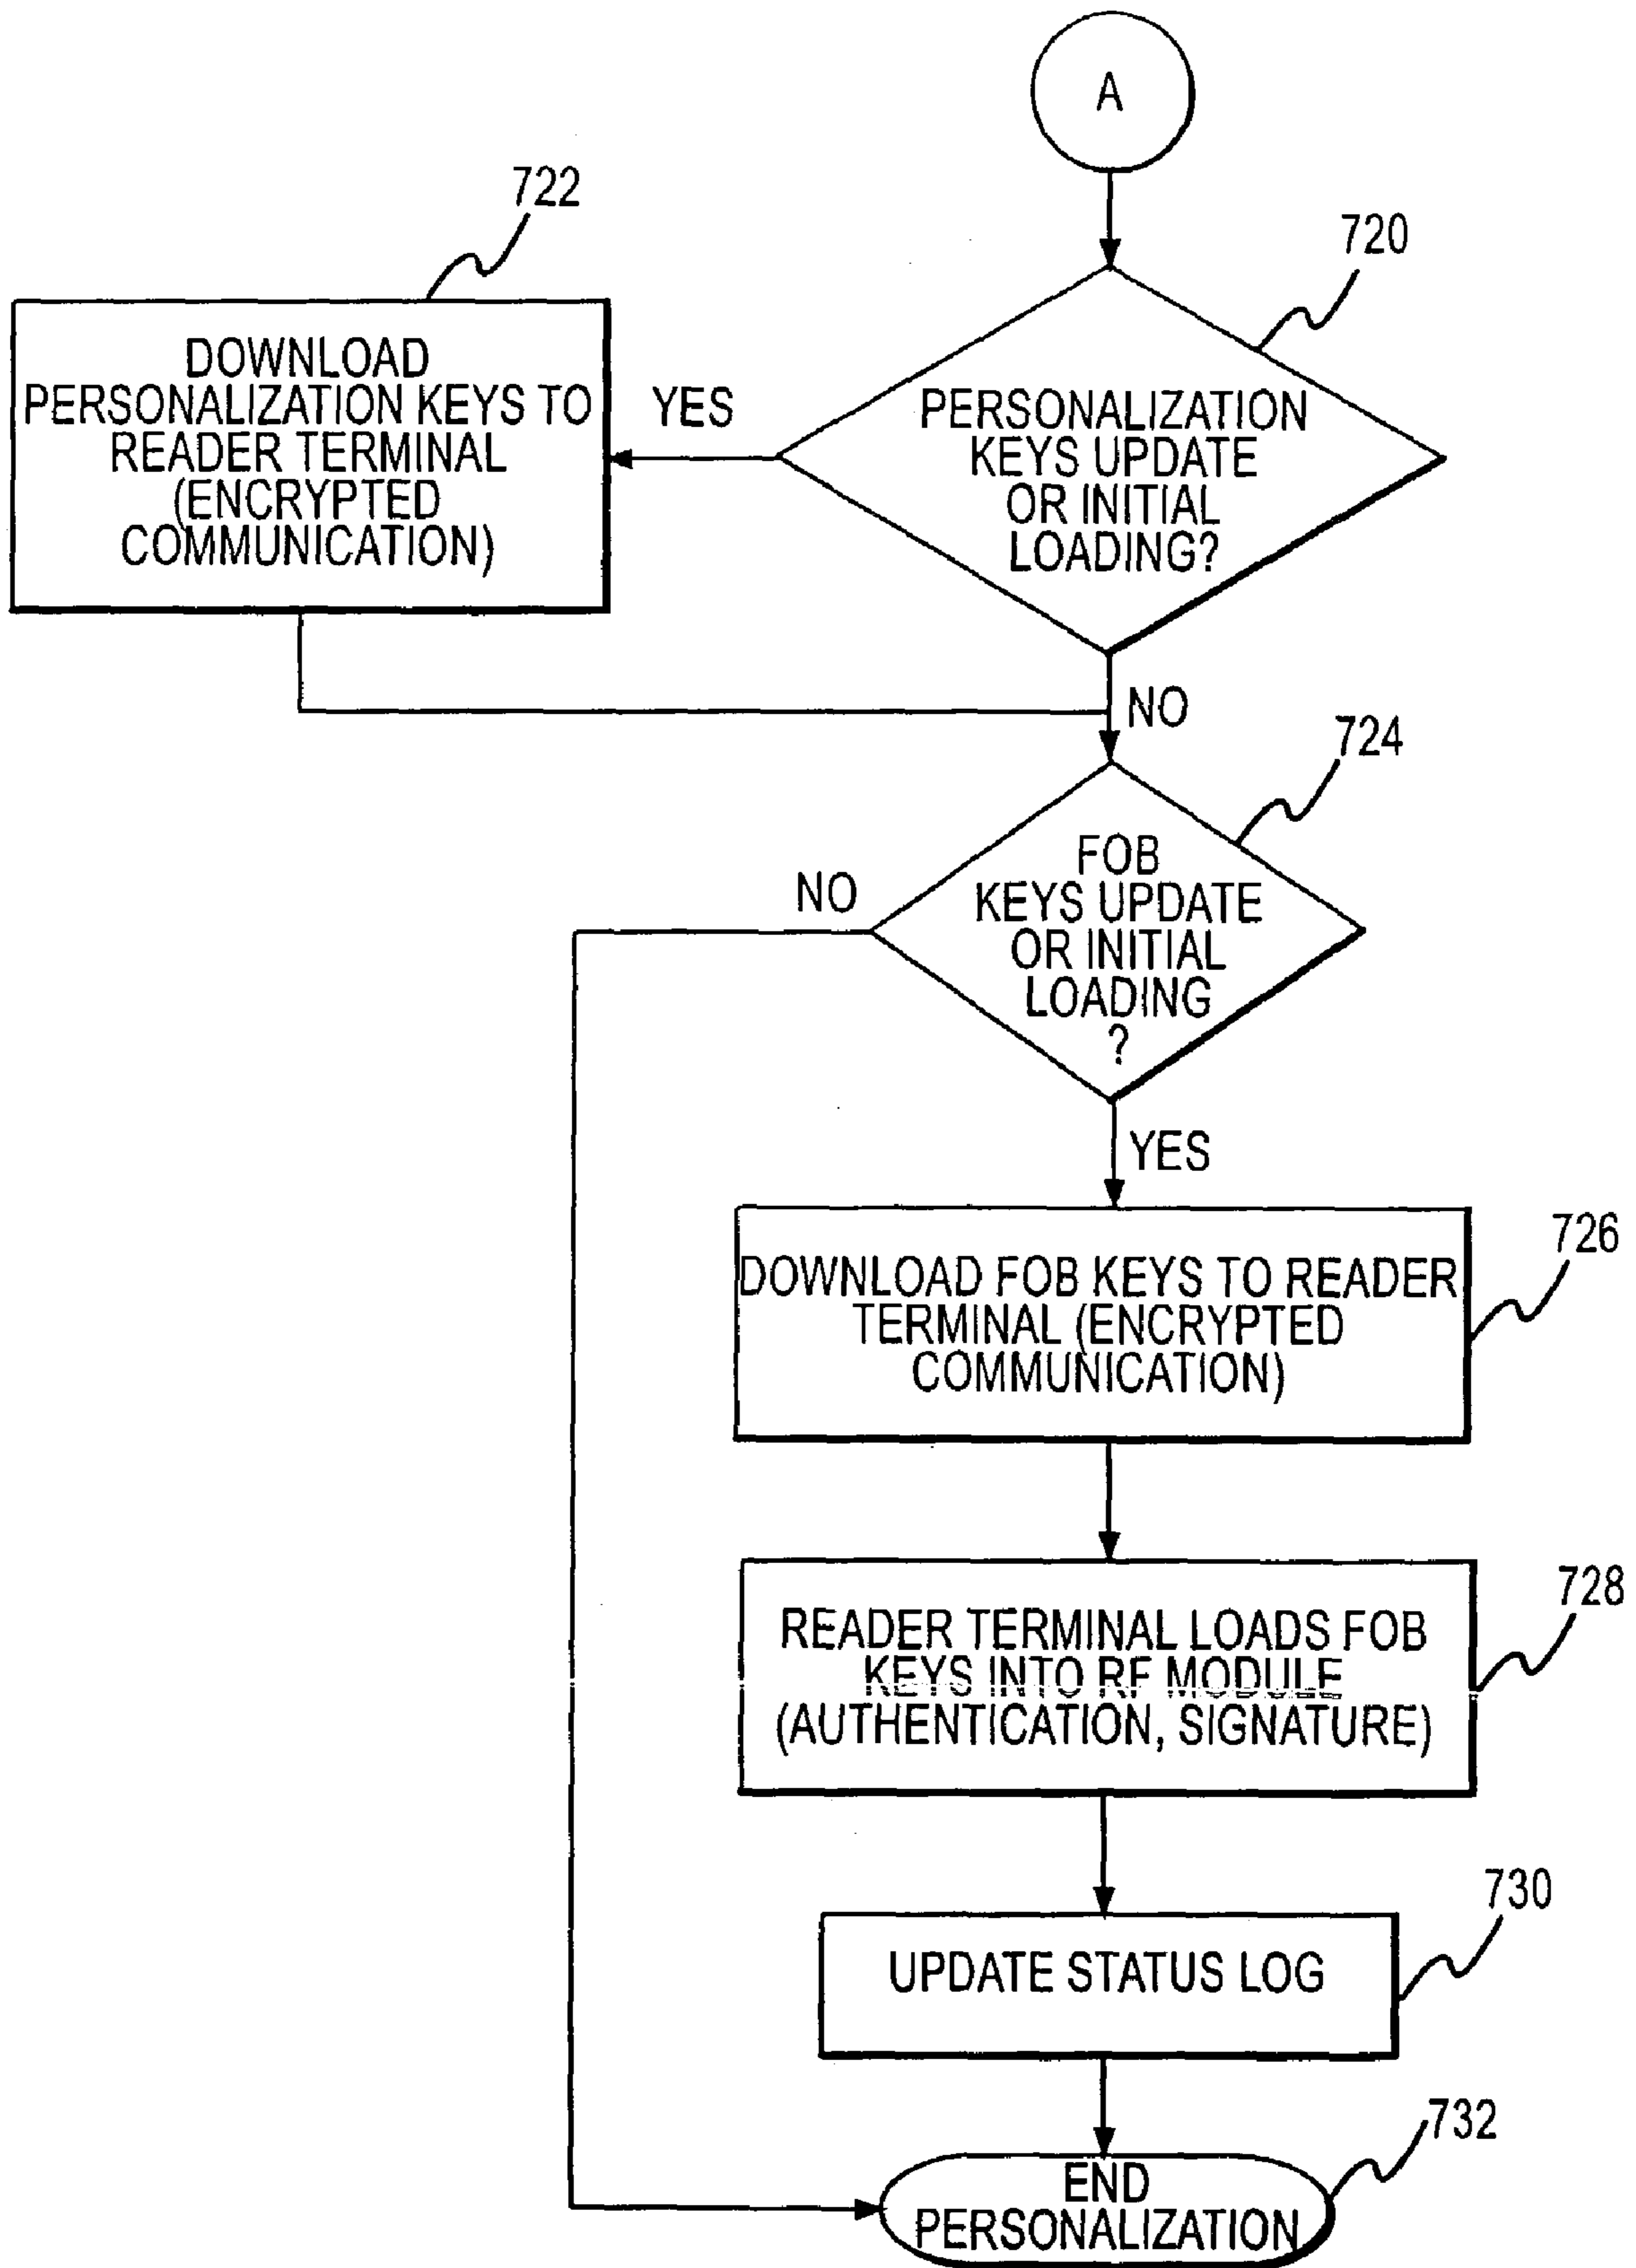 A
720
722
DOWNLOAD
PERSONALIZATION KEYS TO
READER TERMINAL
(ENCRYPTED
COMMUNICATION)
YES
PERSONALIZATION
KEYS UPDATE
OR INITIAL
LOADING?
NO
724
FOB
KEYS UPDATE
OR INITIAL
LOADING
?
NO
YES
726
DOWNLOAD FOB KEYS TO READER
TERMINAL (ENCRYPTED
COMMUNICATION)
728
READER TERMINAL LOADS FOB
KEYS INTO RF MODULE
(AUTHENTICATION, SIGNATURE)
730
UPDATE STATUS LOG
732
END
PERSONALIZATION